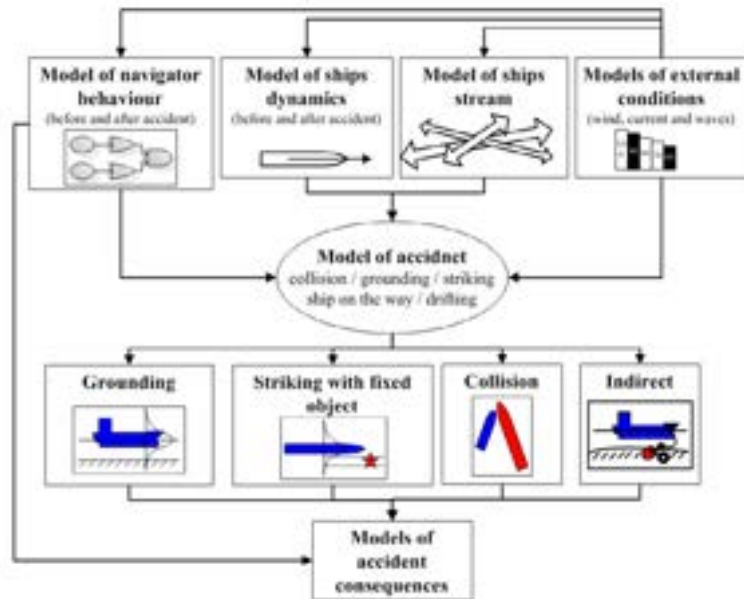 Model of navigator
behaviour
(before and after accident)
Model of ships
dynamics
(before and after accident)
Model of ships
stream
Models of external
conditions
(wind, current and waves)
Model of accidnet
collision / grounding / striking
ship on the way / drifting
Grounding
Striking with fixed
object
Collision
Indirect
Models of
accident
consequences